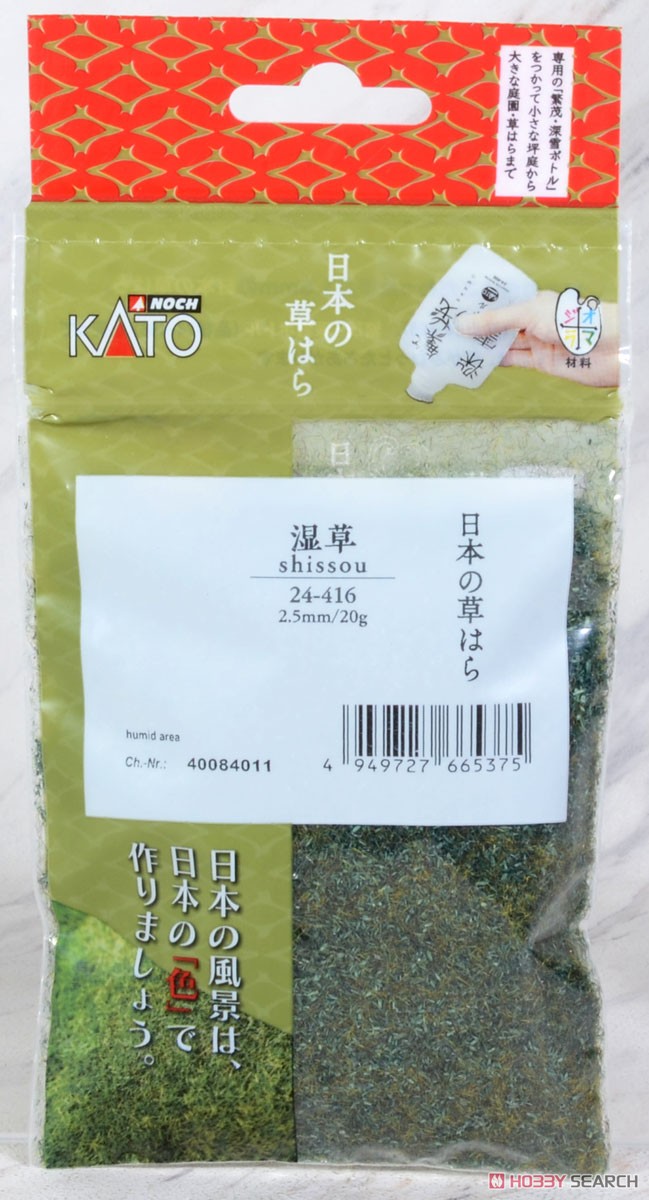 専用の「繁茂・深雪ボトル」
をつかって小さな坪庭から
大きな庭園・草はらまで
NOCH
KATO
日本の
草はら
ジオラマ
材料
湿草
shissou
24-416
2.5mm/20g
日本の草はら
humid area
Ch.-Nr.: 40084011
4 949727 665375
日本の風景は、
日本の「色」で
作りましょう。
HOBBY SEARCH